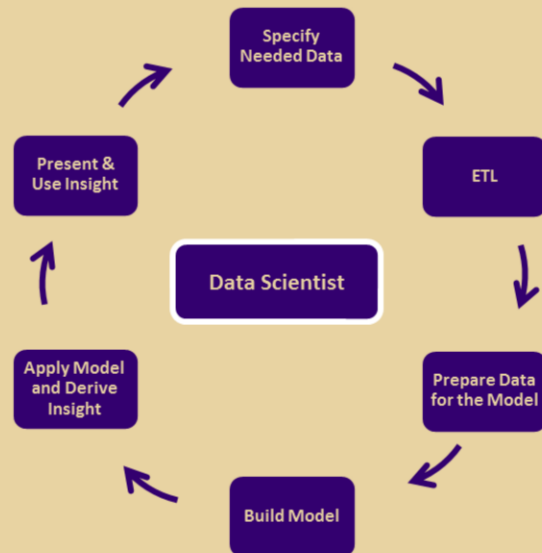 Specify
Needed Data
ETL
Prepare Data
for the Model
Build Model
Apply Model
and Derive
Insight
Present &
Use Insight
Data Scientist